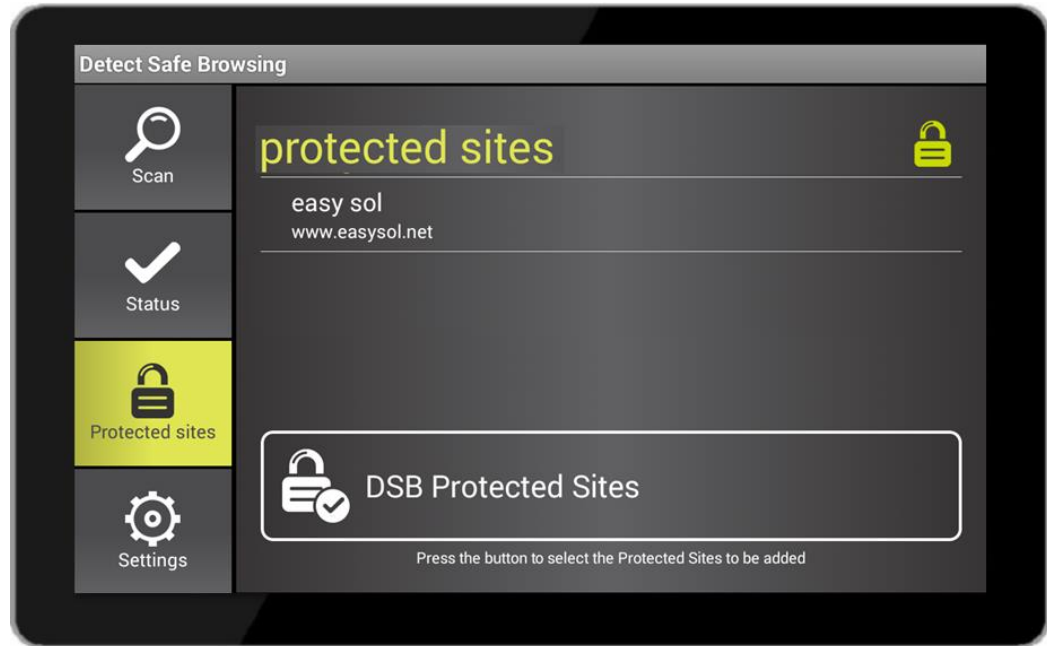 Detect Safe Browsing
Scan
Status
Protected sites
Settings
protected sites
easy sol
www.easysol.net
DSB Protected Sites
Press the button to select the Protected Sites to be added